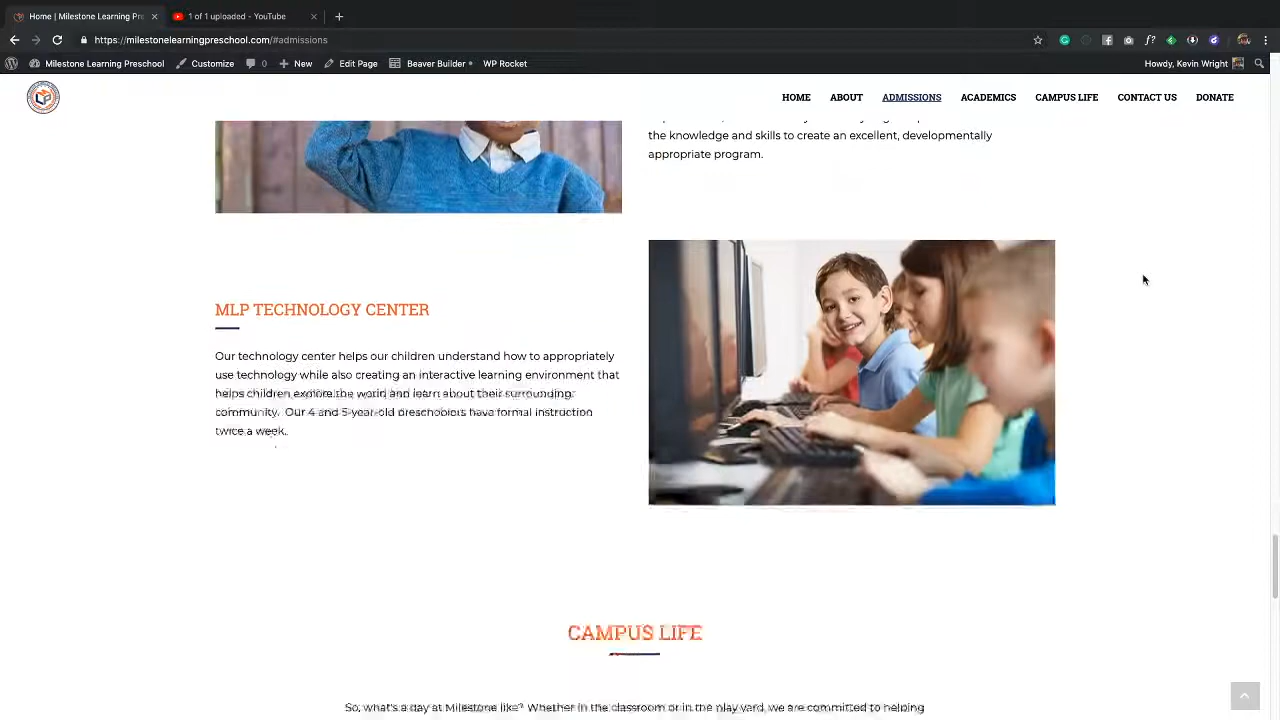 Home | Milestone Learning Pre
1 of 1 uploaded - YouTube
https://milestonelearningpreschool.com/#admissions
Milestone Learning Preschool Customize 0 New Edit Page Beaver Builder WP Rocket Howdy, Kevin Wright
HOME ABOUT ADMISSIONS ACADEMICS CAMPUS LIFE CONTACT US DONATE
the knowledge and skills to create an excellent, developmentally
appropriate program.
MLP TECHNOLOGY CENTER
Our technology center helps our children understand how to appropriately
use technology while also creating an interactive learning environment that
helps children explore the world and learn about their surrounding
community. Our 4 and 5-year-old preschoolers have formal instruction
twice a week.
CAMPUS LIFE
So, what's a day at Milestone like? Whether in the classroom or in the play yard, we are committed to helping